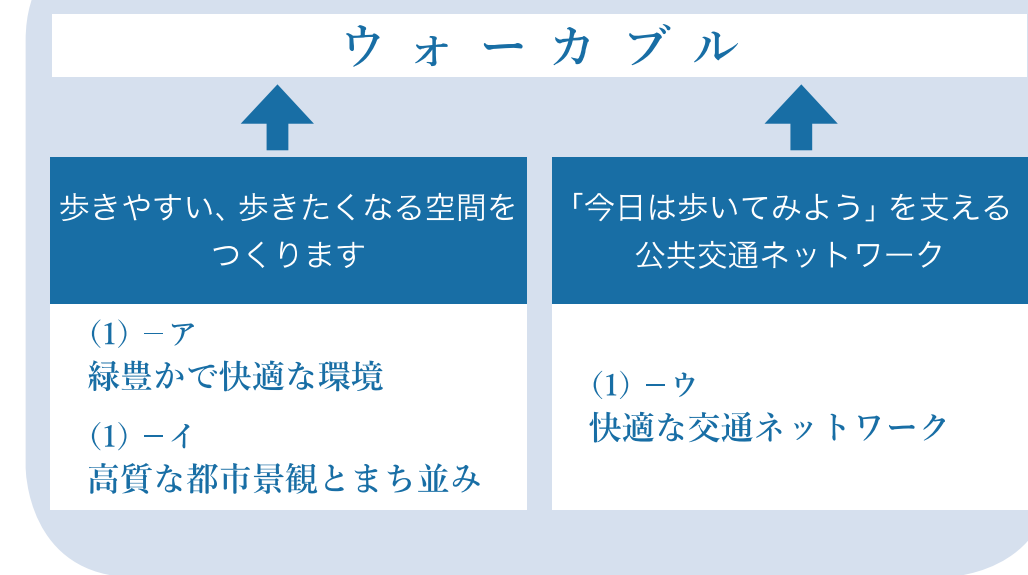 ウォーカブル
歩きやすい、歩きたくなる空間を
つくります
(1)－ア
緑豊かで快適な環境
(1)－イ
高質な都市景観とまち並み
「今日は歩いてみよう」を支える
公共交通ネットワーク
(1)－ウ
快適な交通ネットワーク